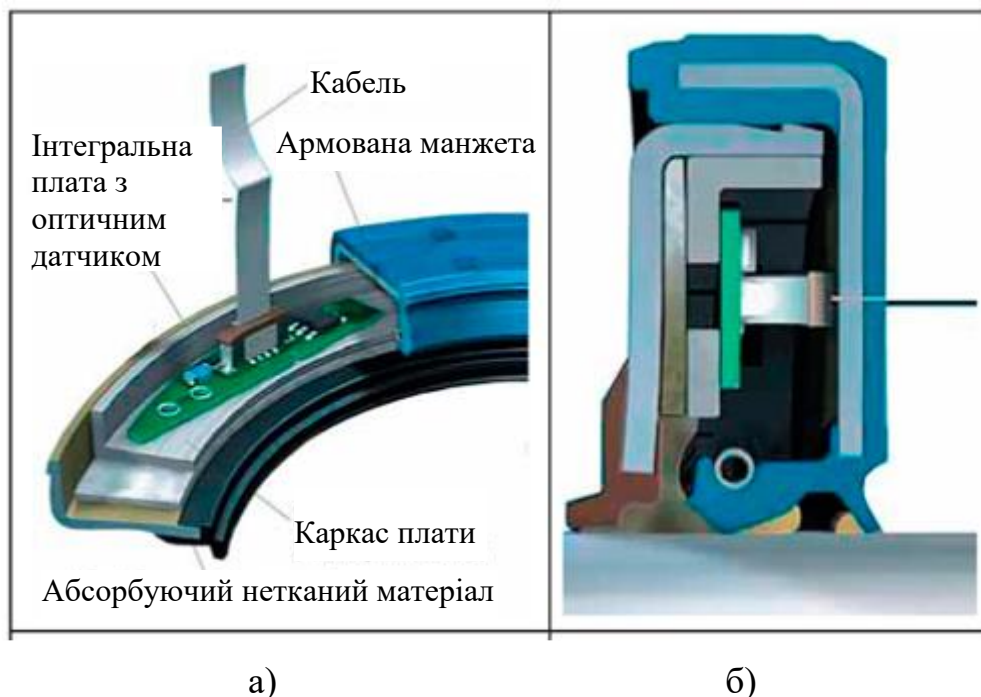 Кабель
Інтегральна
плата з
оптичним
датчиком
Армована манжета
Каркас плати
Абсорбуючий нетканий матеріал
а)
б)